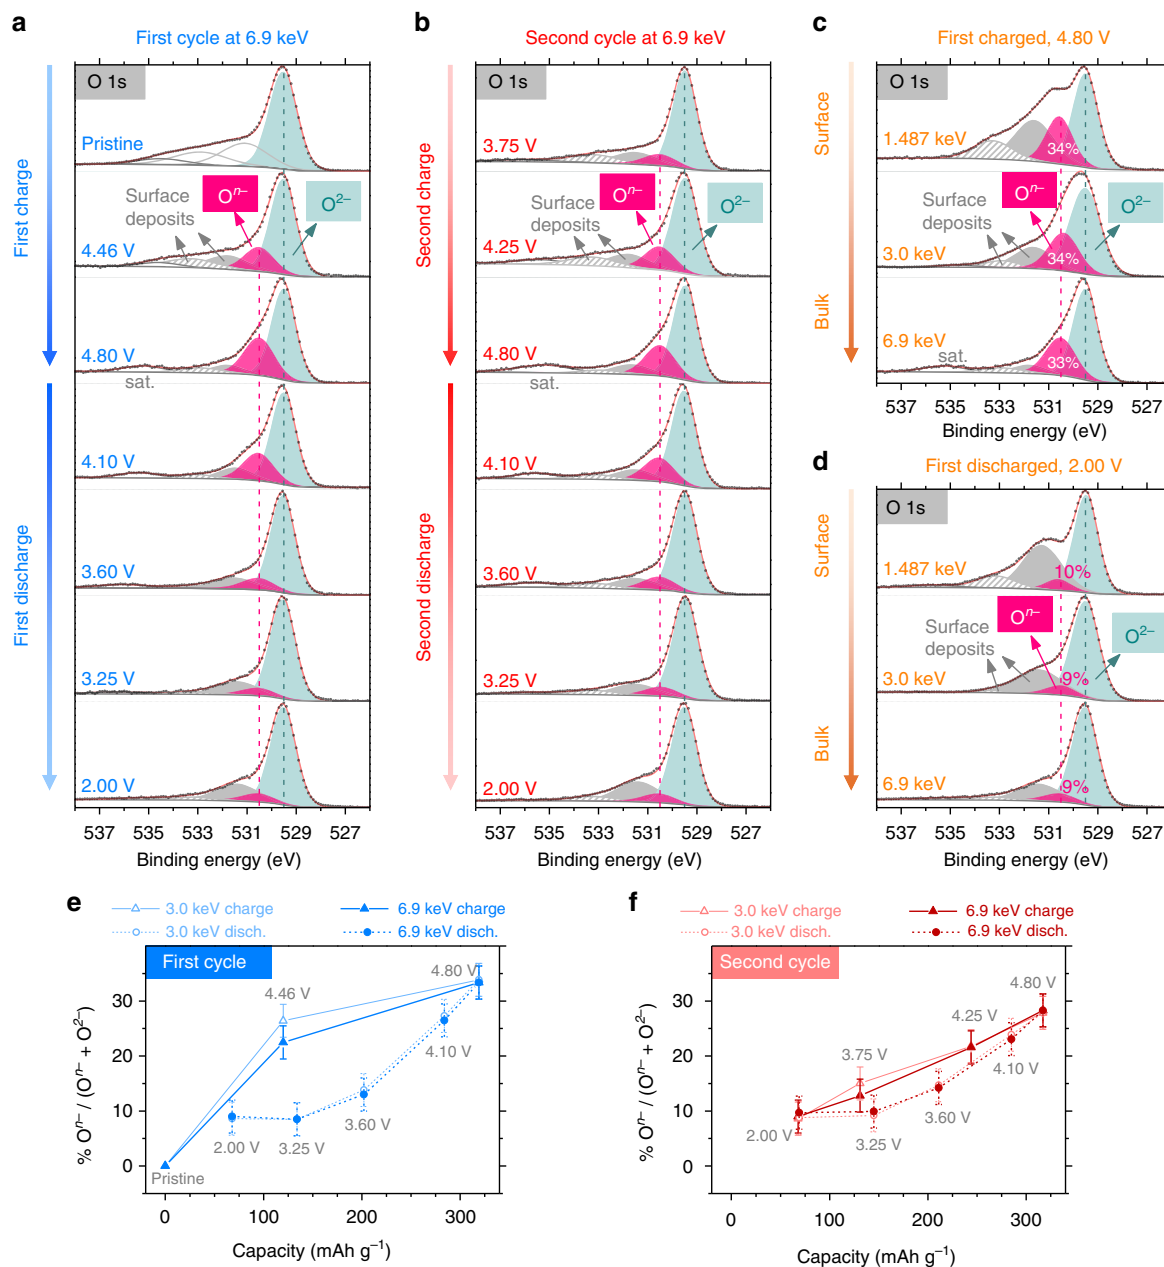 a
First cycle at 6.9 keV
O 1s
Pristine
Surface
deposits
Oⁿ⁻
O²⁻
4.46 V
4.80 V
sat.
4.10 V
3.60 V
3.25 V
2.00 V
First charge
First discharge
537 535 533 531 529 527
Binding energy (eV)
b
Second cycle at 6.9 keV
O 1s
3.75 V
Surface
deposits
Oⁿ⁻
O²⁻
4.25 V
4.80 V
sat.
4.10 V
3.60 V
3.25 V
2.00 V
Second charge
Second discharge
537 535 533 531 529 527
Binding energy (eV)
c
First charged, 4.80 V
O 1s
Surface
Bulk
1.487 keV
34%
Surface
deposits
Oⁿ⁻
O²⁻
3.0 keV
34%
6.9 keV
sat.
33%
537 535 533 531 529 527
Binding energy (eV)
d
First discharged, 2.00 V
O 1s
Surface
Bulk
1.487 keV
10%
Surface
deposits
Oⁿ⁻
O²⁻
3.0 keV
9%
6.9 keV
9%
537 535 533 531 529 527
Binding energy (eV)
e
3.0 keV charge
6.9 keV charge
3.0 keV disch.
6.9 keV disch.
First cycle
4.80 V
4.46 V
4.10 V
3.60 V
2.00 V
3.25 V
Pristine
30
20
10
0
% Oⁿ⁻ / (Oⁿ⁻ + O²⁻)
0 100 200 300
Capacity (mAh g⁻¹)
f
3.0 keV charge
6.9 keV charge
3.0 keV disch.
6.9 keV disch.
Second cycle
4.80 V
4.25 V
3.75 V
4.10 V
3.60 V
2.00 V
3.25 V
30
20
10
0
% Oⁿ⁻ / (Oⁿ⁻ + O²⁻)
0 100 200 300
Capacity (mAh g⁻¹)